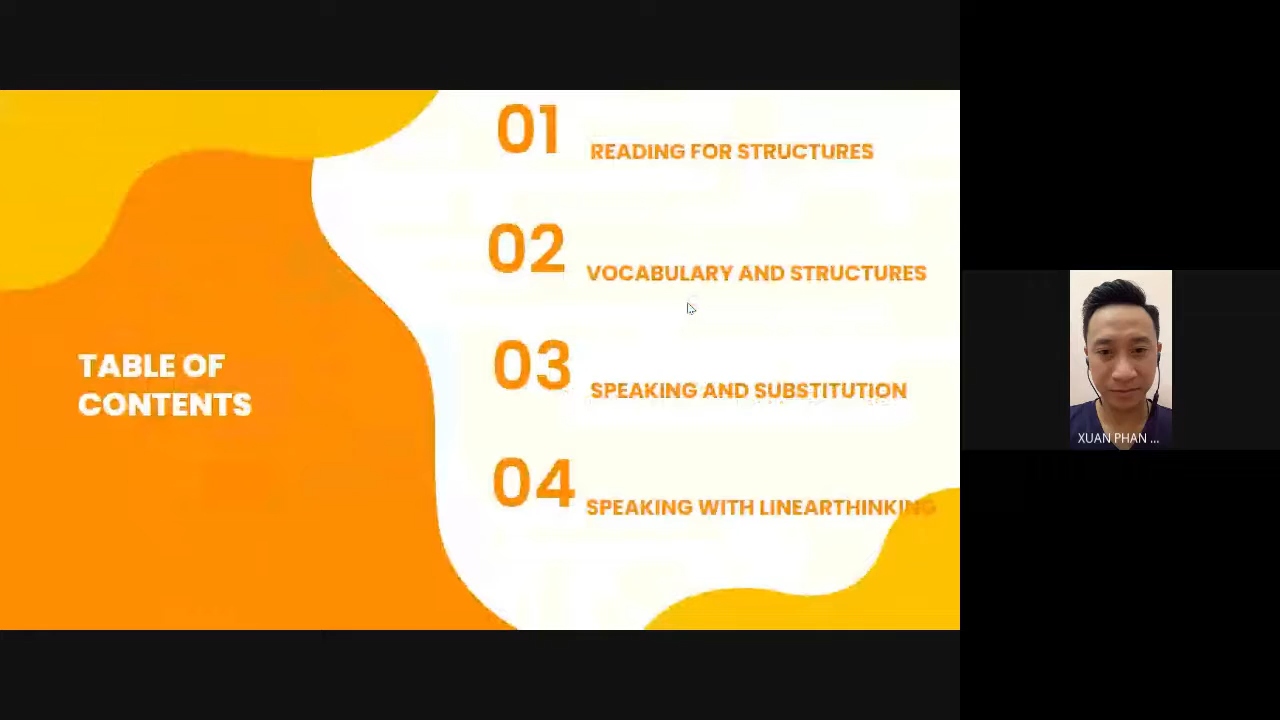 01
READING FOR STRUCTURES
02
VOCABULARY AND STRUCTURES
03
SPEAKING AND SUBSTITUTION
TABLE OF
CONTENTS
04
SPEAKING WITH LINEARTHINKING
XUAN PHAN ...